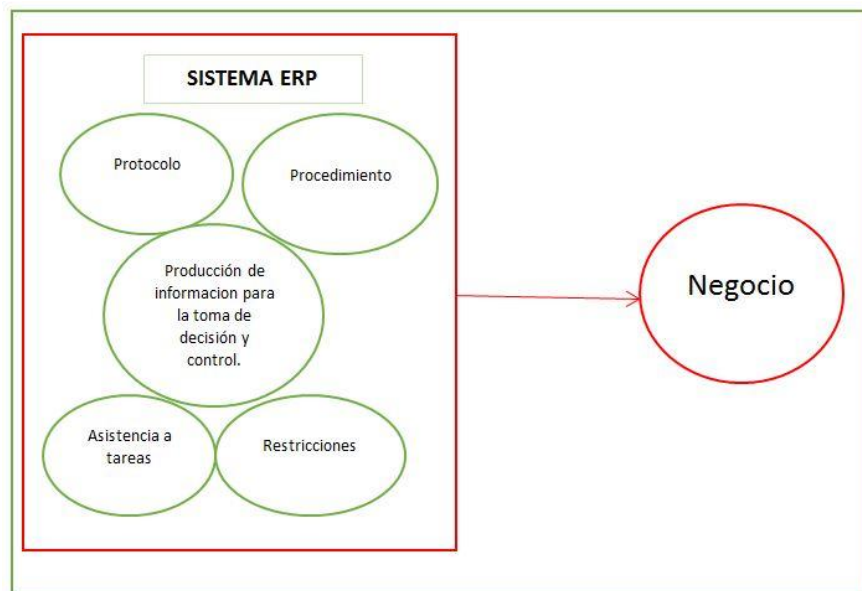 SISTEMA ERP
Protocolo
Procedimiento
Producción de
informacion para
la toma de
decisión y
control.
Negocio
Asistencia a
tareas
Restricciones